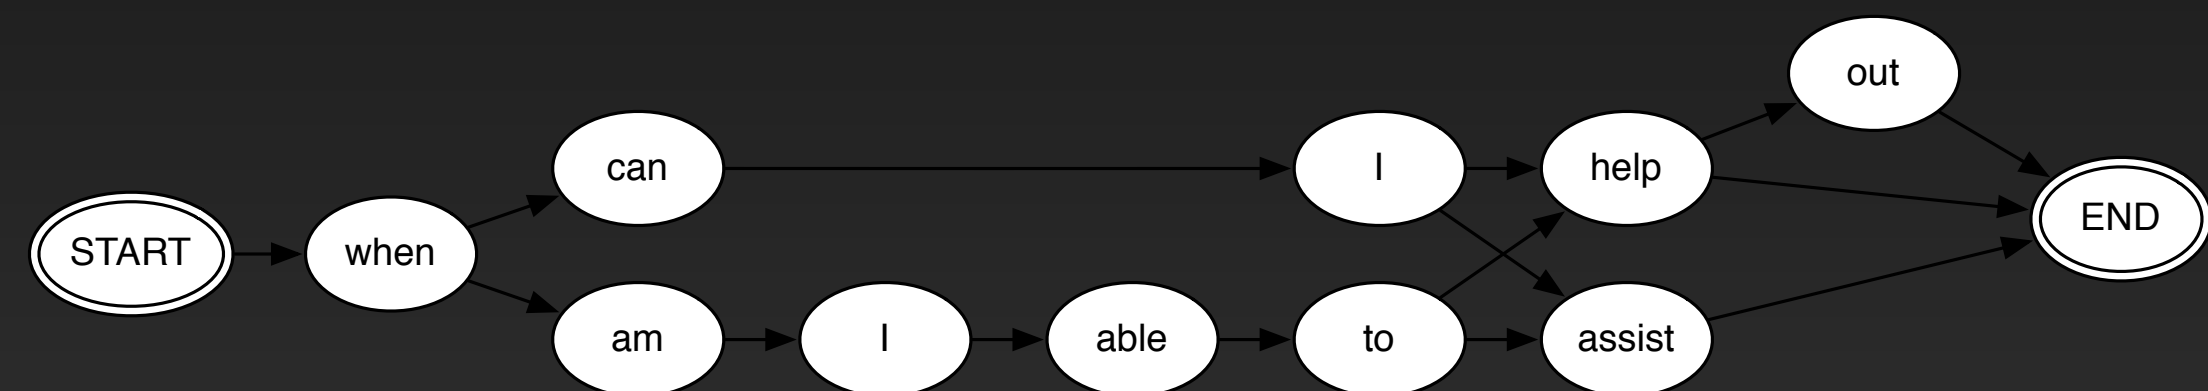 out
can
I
help
START
when
END
am
I
able
to
assist